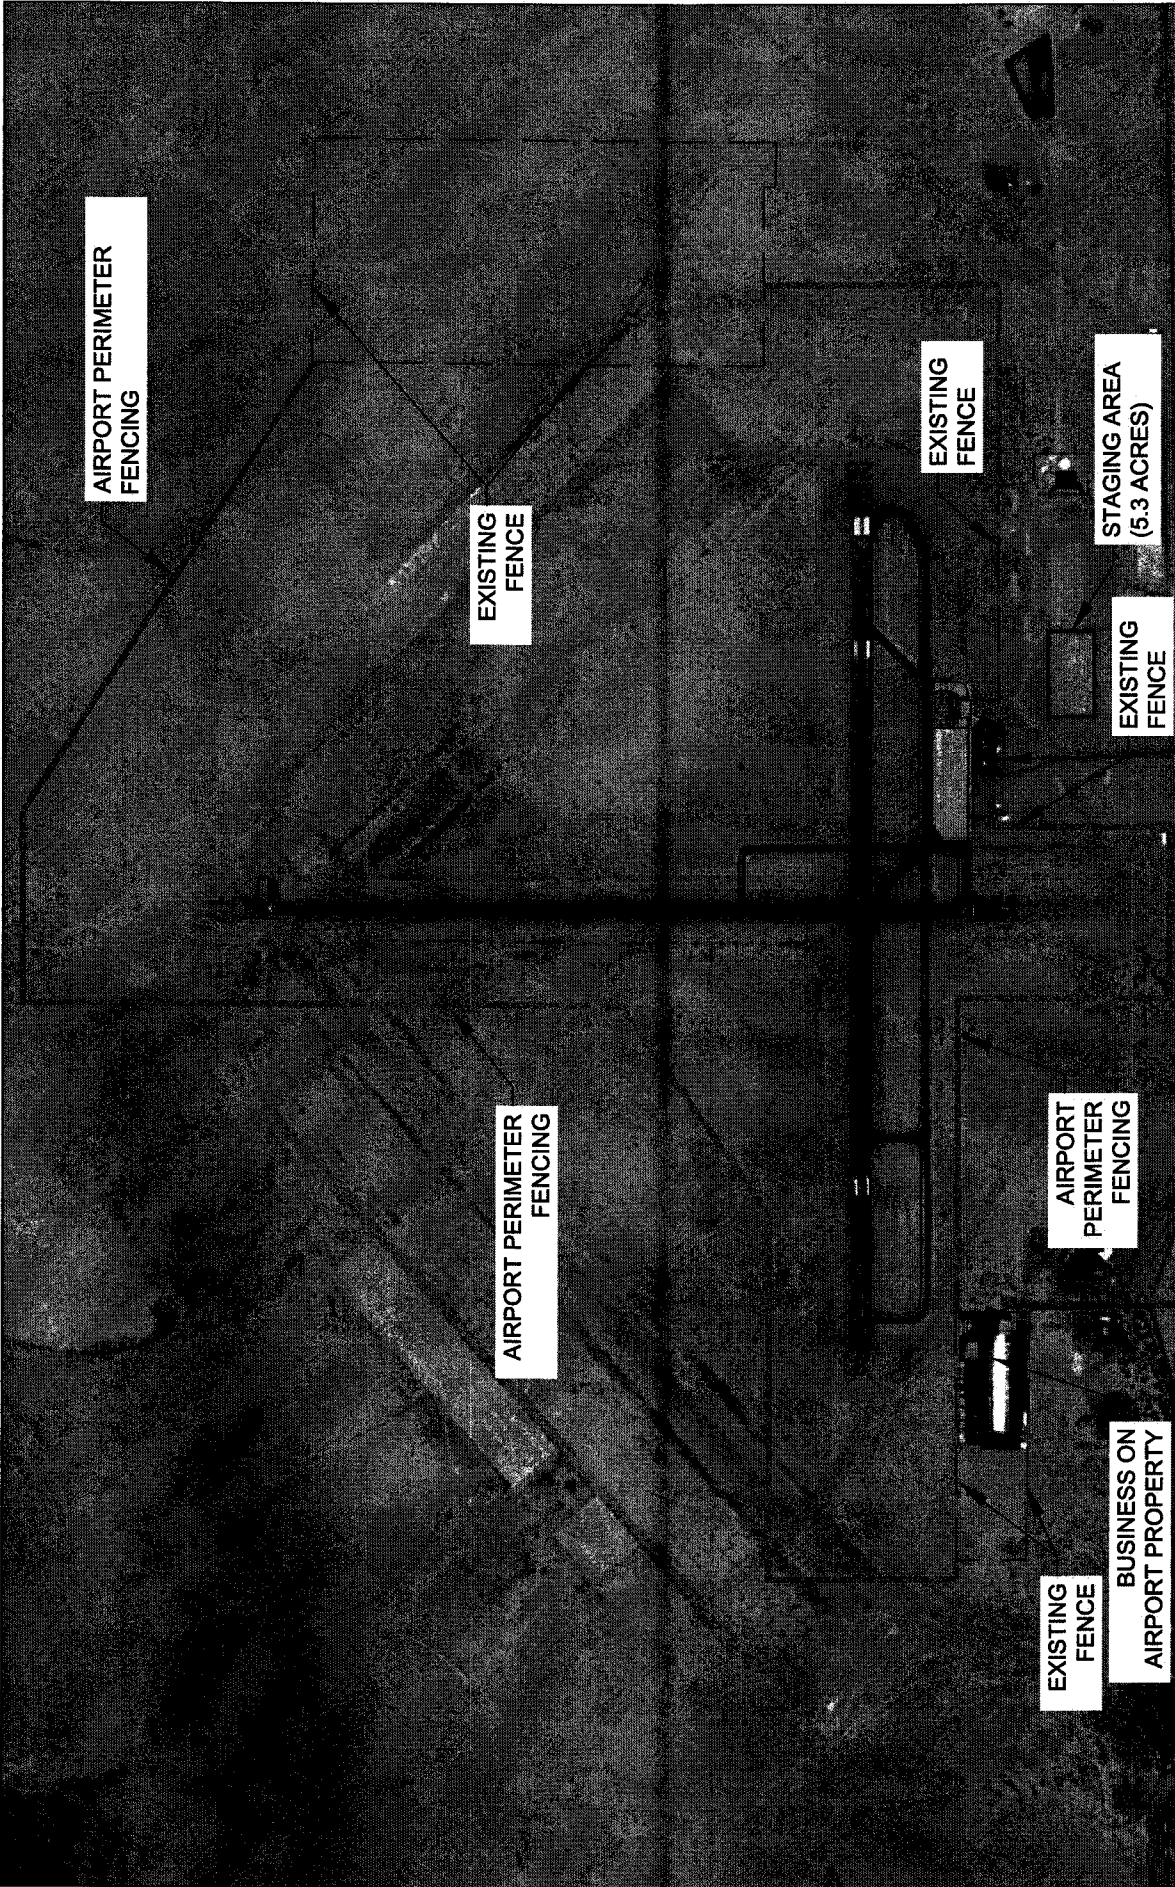 AIRPORT PERIMETER
FENCING
EXISTING
FENCE
EXISTING
FENCE
STAGING AREA
(5.3 ACRES)
EXISTING
FENCE
AIRPORT PERIMETER
FENCING
AIRPORT
PERIMETER
FENCING
EXISTING
FENCE
BUSINESS ON
AIRPORT PROPERTY